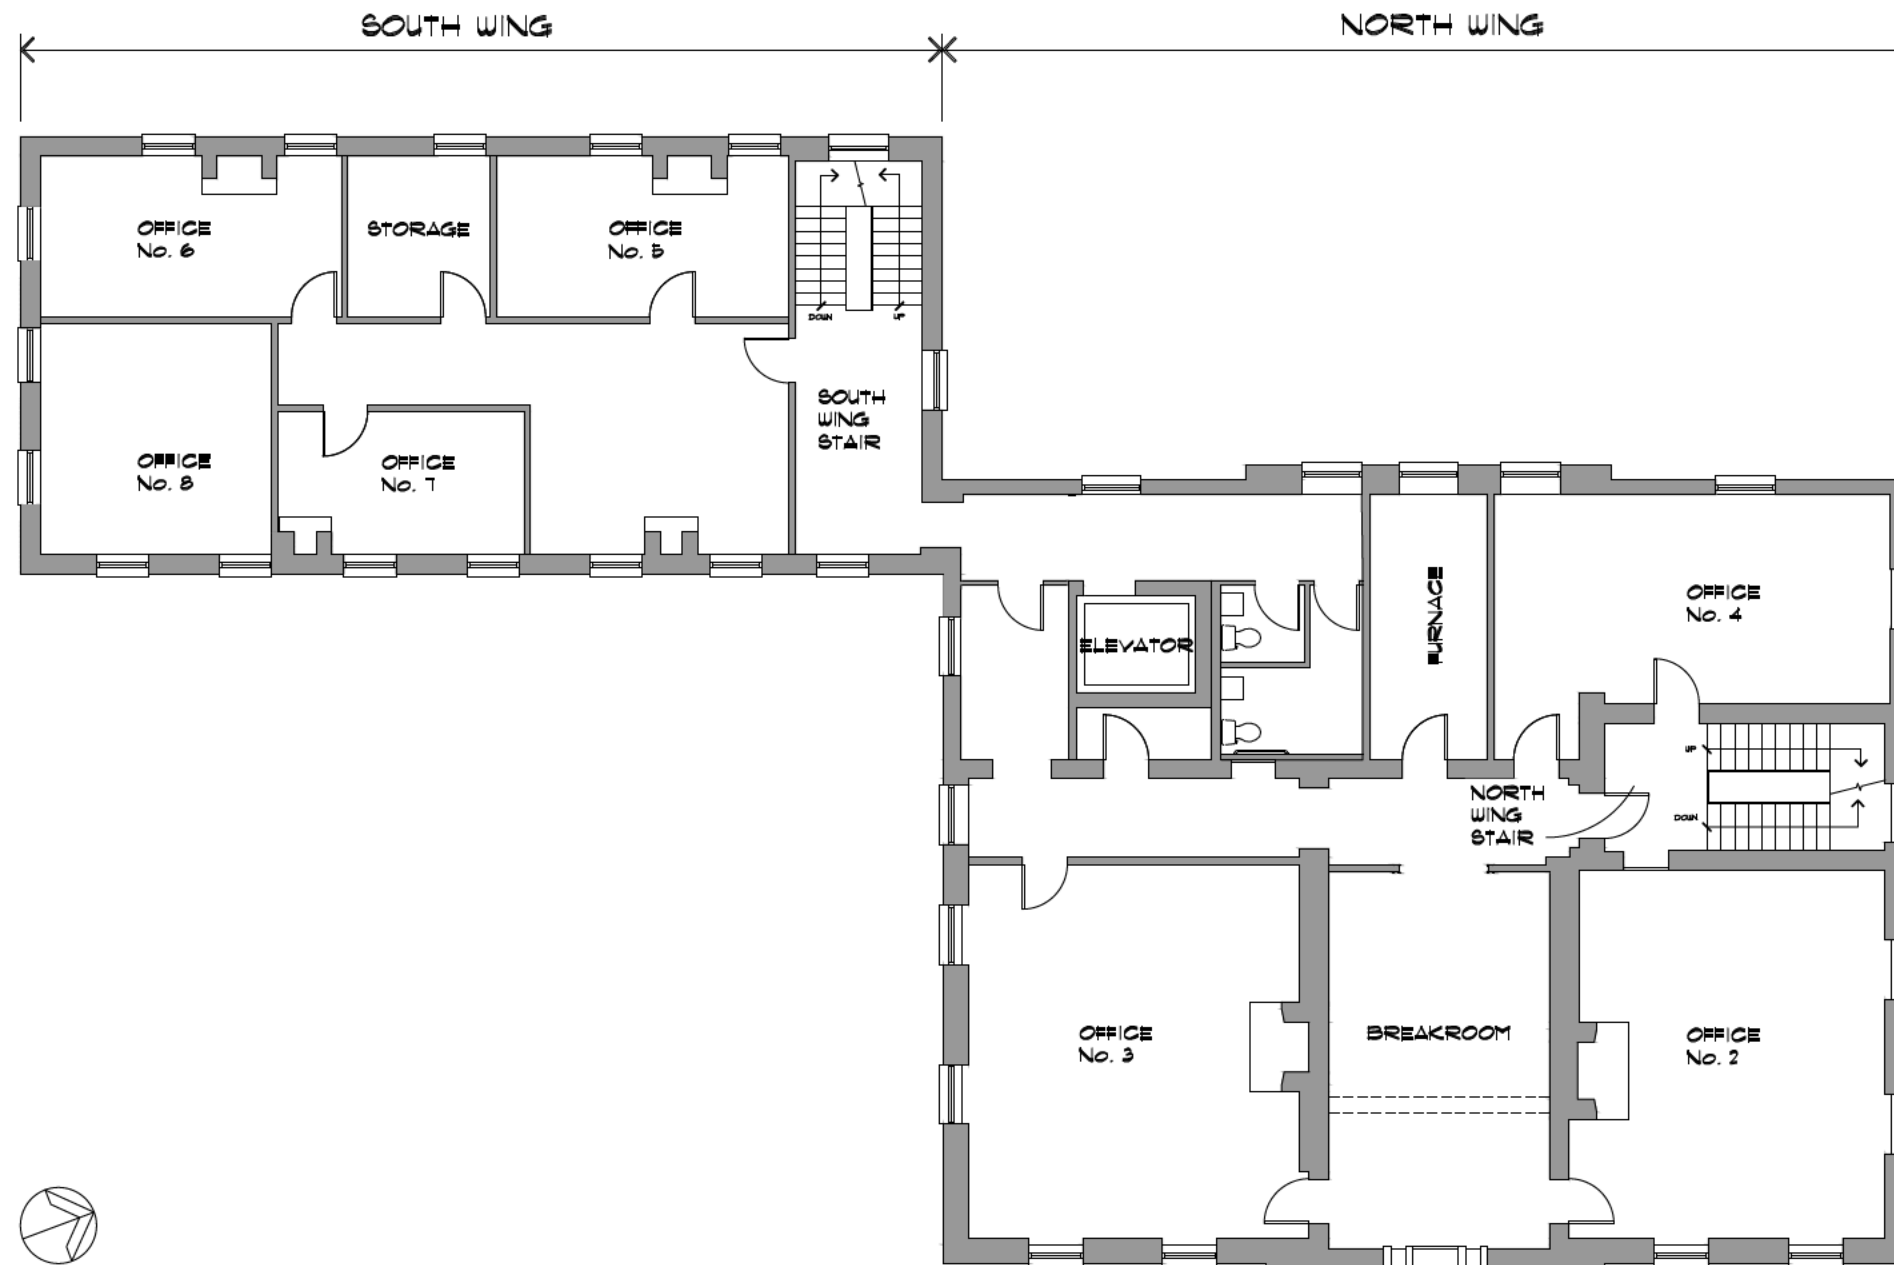 SOUTH WING
NORTH WING
OFFICE
No. 6
STORAGE
OFFICE
No. 5
DOWN
UP
SOUTH
WING
STAIR
OFFICE
No. 8
OFFICE
No. 7
ELEVATOR
FURNACE
OFFICE
No. 4
UP
DOWN
NORTH
WING
STAIR
OFFICE
No. 3
BREAKROOM
OFFICE
No. 2